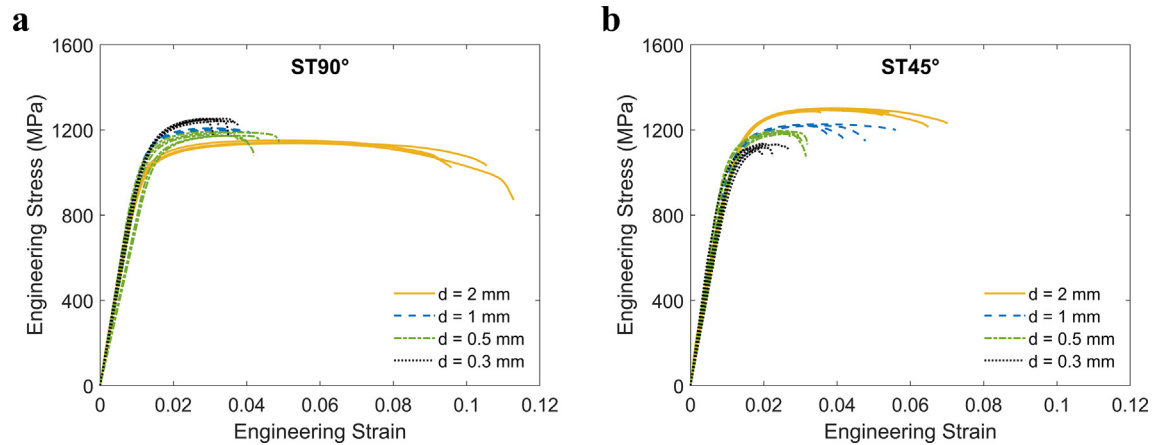 a
ST90°
Engineering Stress (MPa)
1600
1200
800
400
0
d = 2 mm
d = 1 mm
d = 0.5 mm
d = 0.3 mm
0 0.02 0.04 0.06 0.08 0.1 0.12
Engineering Strain
b
ST45°
Engineering Stress (MPa)
1600
1200
800
400
0
d = 2 mm
d = 1 mm
d = 0.5 mm
d = 0.3 mm
0 0.02 0.04 0.06 0.08 0.1 0.12
Engineering Strain